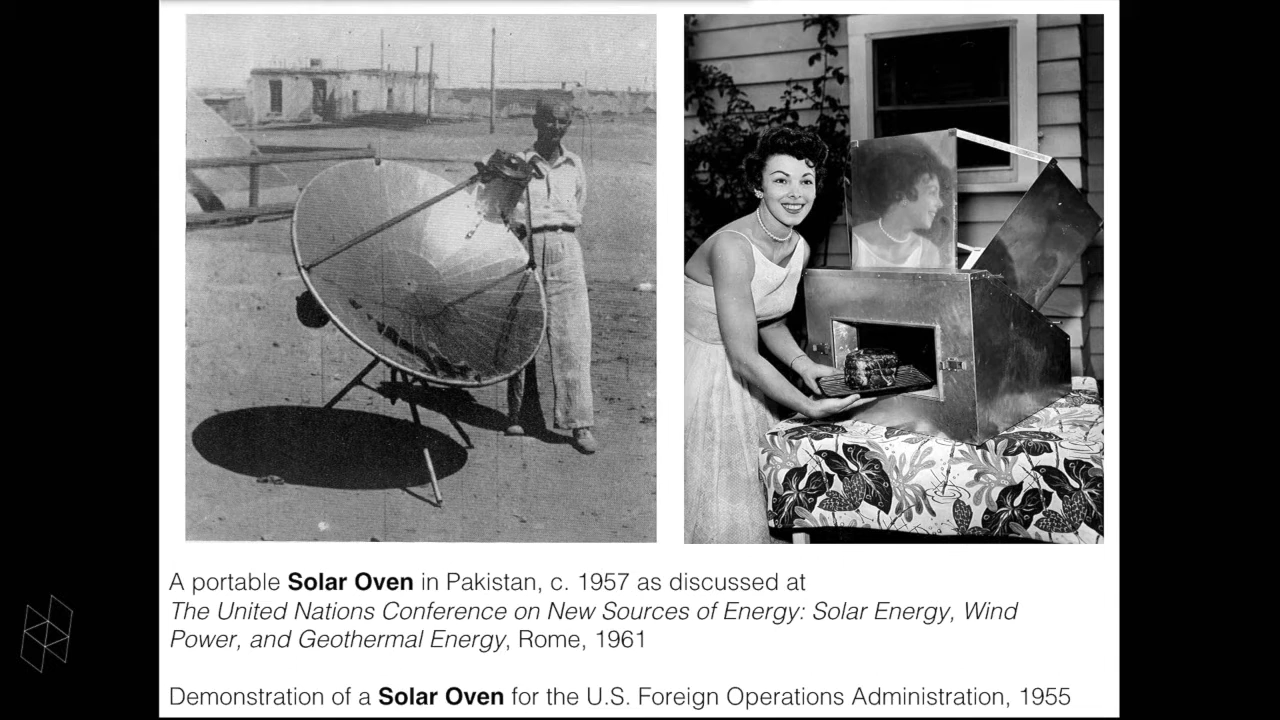 A portable Solar Oven in Pakistan, c. 1957 as discussed at
The United Nations Conference on New Sources of Energy: Solar Energy, Wind
Power, and Geothermal Energy, Rome, 1961
Demonstration of a Solar Oven for the U.S. Foreign Operations Administration, 1955